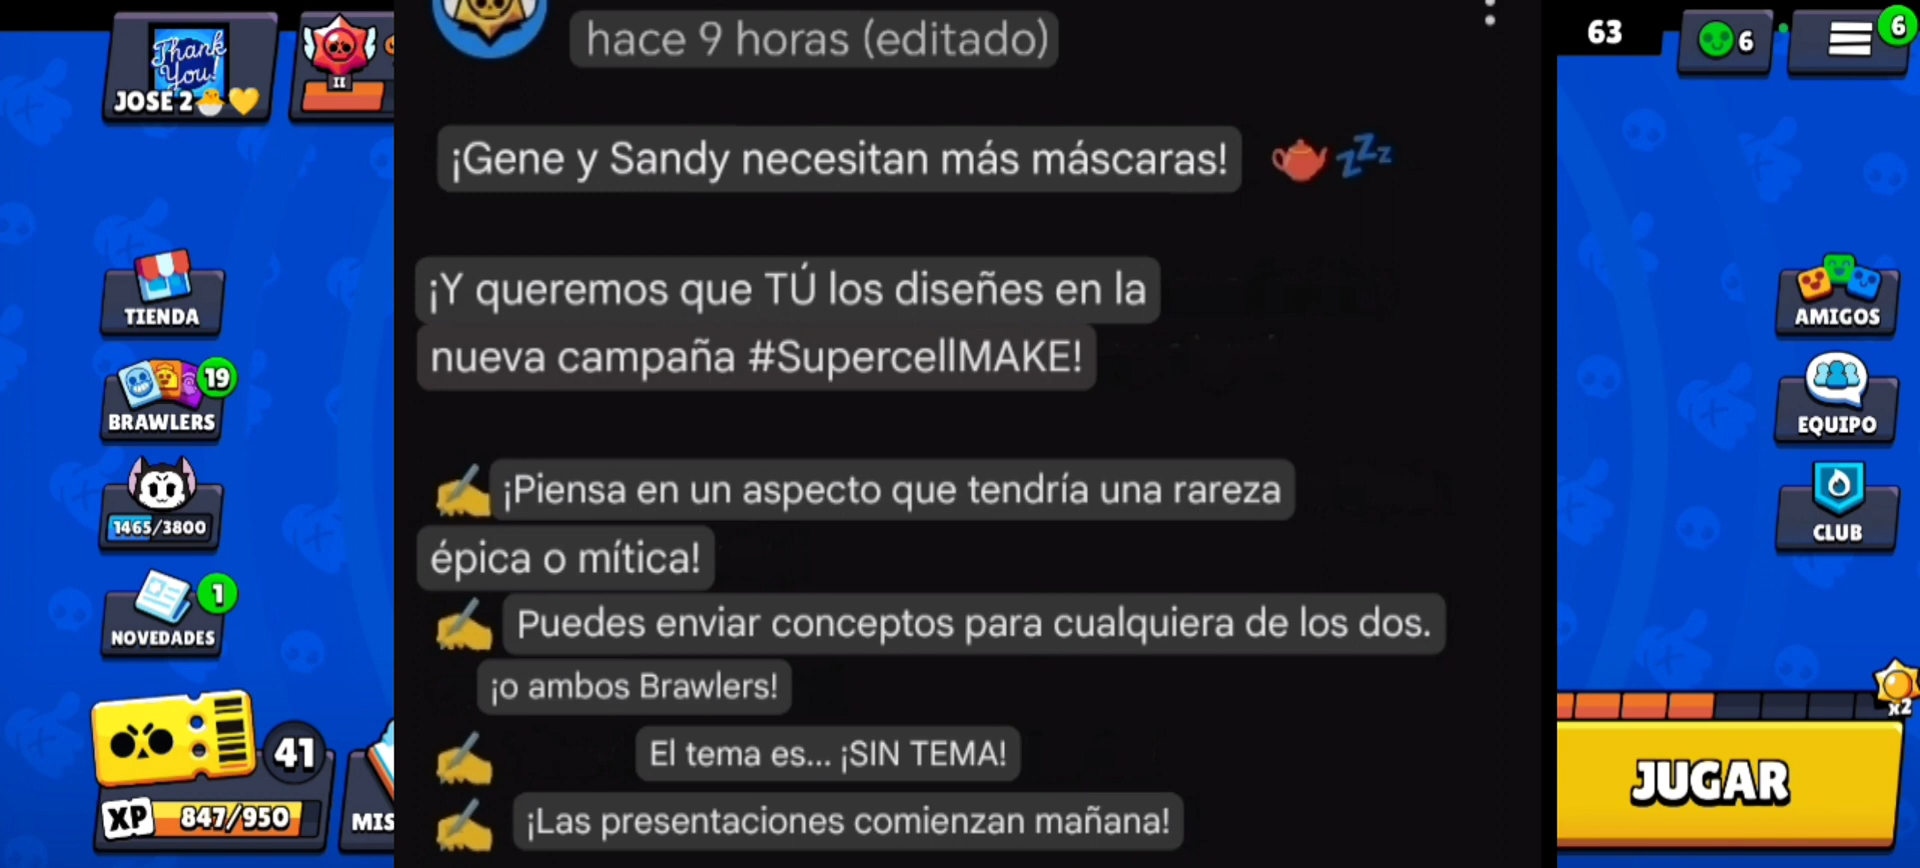 Thank
You!
JOSE 2🐣💛
II
63
6
6
hace 9 horas (editado)
¡Gene y Sandy necesitan más máscaras! 🫖💤
¡Y queremos que TÚ los diseñes en la
nueva campaña #SupercellMAKE!
✍️ ¡Piensa en un aspecto que tendría una rareza
épica o mítica!
✍️ Puedes enviar conceptos para cualquiera de los dos.
¡o ambos Brawlers!
✍️ El tema es... ¡SIN TEMA!
✍️ ¡Las presentaciones comienzan mañana!
TIENDA
19
BRAWLERS
1465/3800
1
NOVEDADES
41
XP 847/950
MIS
AMIGOS
EQUIPO
CLUB
x2
JUGAR